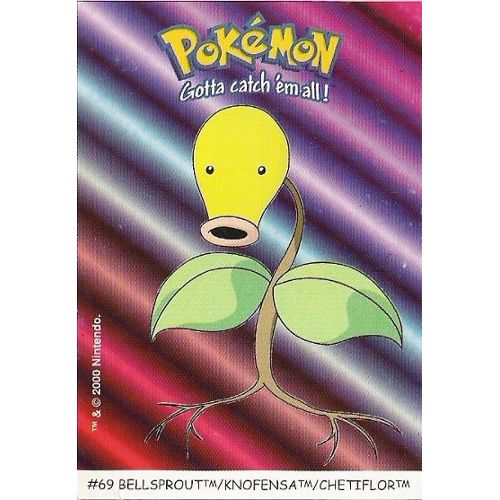 POKéMON
Gotta catch 'em all!
™ & © 2000 Nintendo.
#69 BELLSPROUT™/KNOFENSA™/CHETIFLOR™